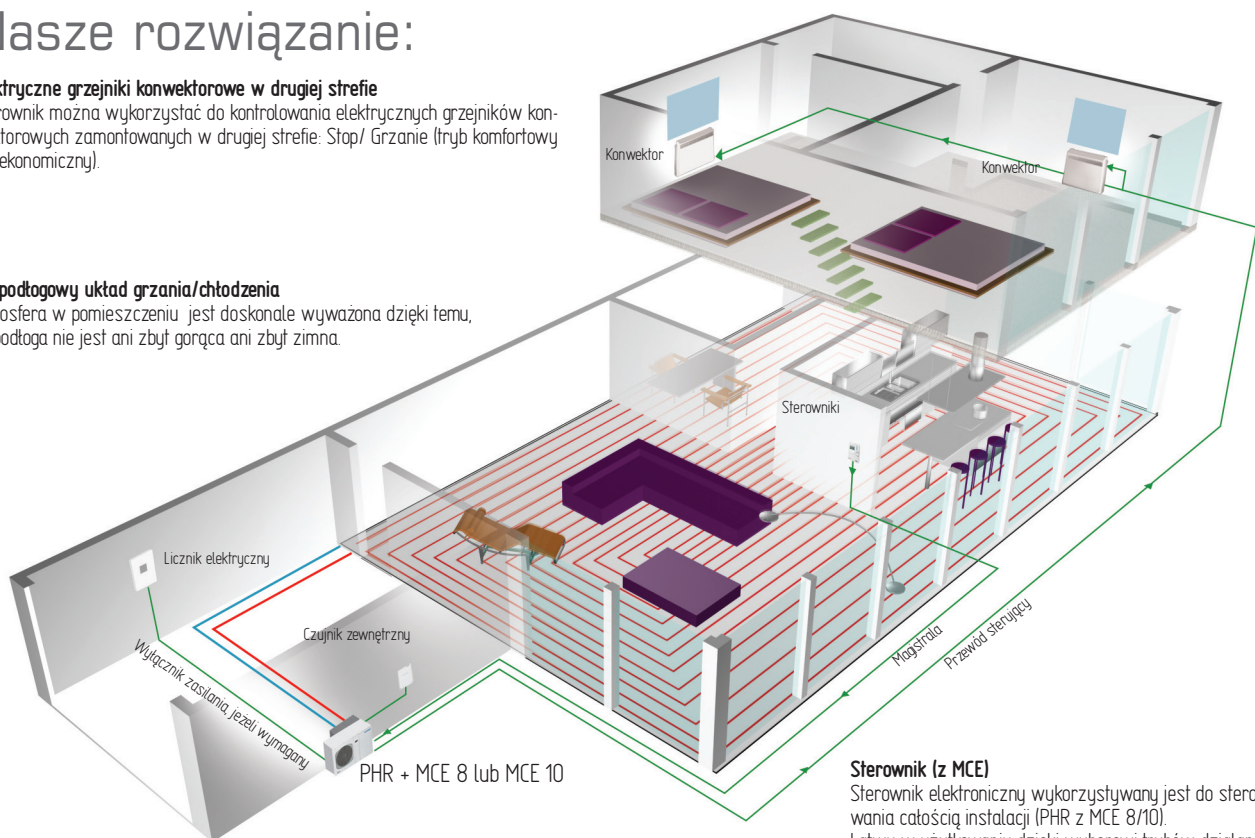 lasze rozwiązanie:
ktryczne grzejniki konwektorowe w drugiej strefie
rownik można wykorzystać do kontrolowania elektrycznych grzejników kon-
torowych zamontowanych w drugiej strefie: Stop/ Grzanie (tryb komfortowy
ekonomiczny).
podłogowy układ grzania/chłodzenia
osfera w pomieszczeniu jest doskonale wyważona dzięki temu,
podłoga nie jest ani zbyt gorąca ani zbyt zimna.
Konwektor
Konwektor
Sterowniki
Licznik elektryczny
Czujnik zewnętrzny
Wyłącznik zasilania, jeżeli wymagany
Magistrala
Przewód sterujący
PHR + MCE 8 lub MCE 10
Sterownik (z MCE)
Sterownik elektroniczny wykorzystywany jest do stero
wania całością instalacji (PHR z MCE 8/10).